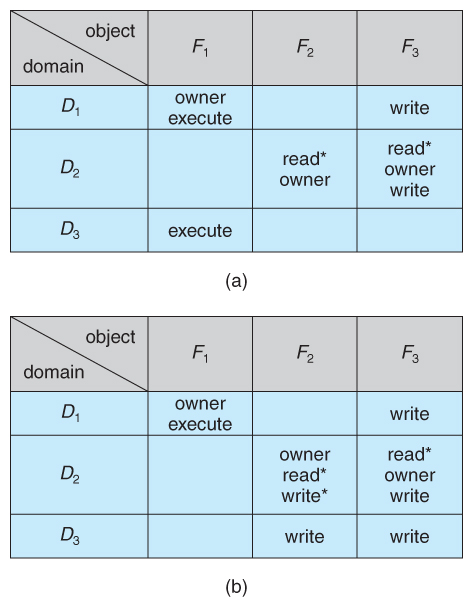 object
domain
F1 F2 F3
D1 owner execute write
D2 read* owner read* owner write
D3 execute
(a)
object
domain
F1 F2 F3
D1 owner execute write
D2 owner read* write* read* owner write
D3 write write
(b)